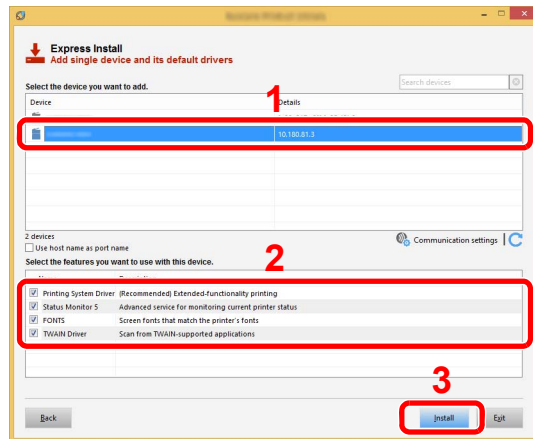 Express Install
Add single device and its default drivers
Select the device you want to add.
Search devices
1
Device Details
10.180.81.3
2 devices
Communication settings
Use host name as port name
2
Select the features you want to use with this device.
Printing System Driver (Recommended) Extended-functionality printing
Status Monitor 5 Advanced service for monitoring current printer status
FONTS Screen fonts that match the printer's fonts
TWAIN Driver Scan from TWAIN-supported applications
3
Back Install Exit